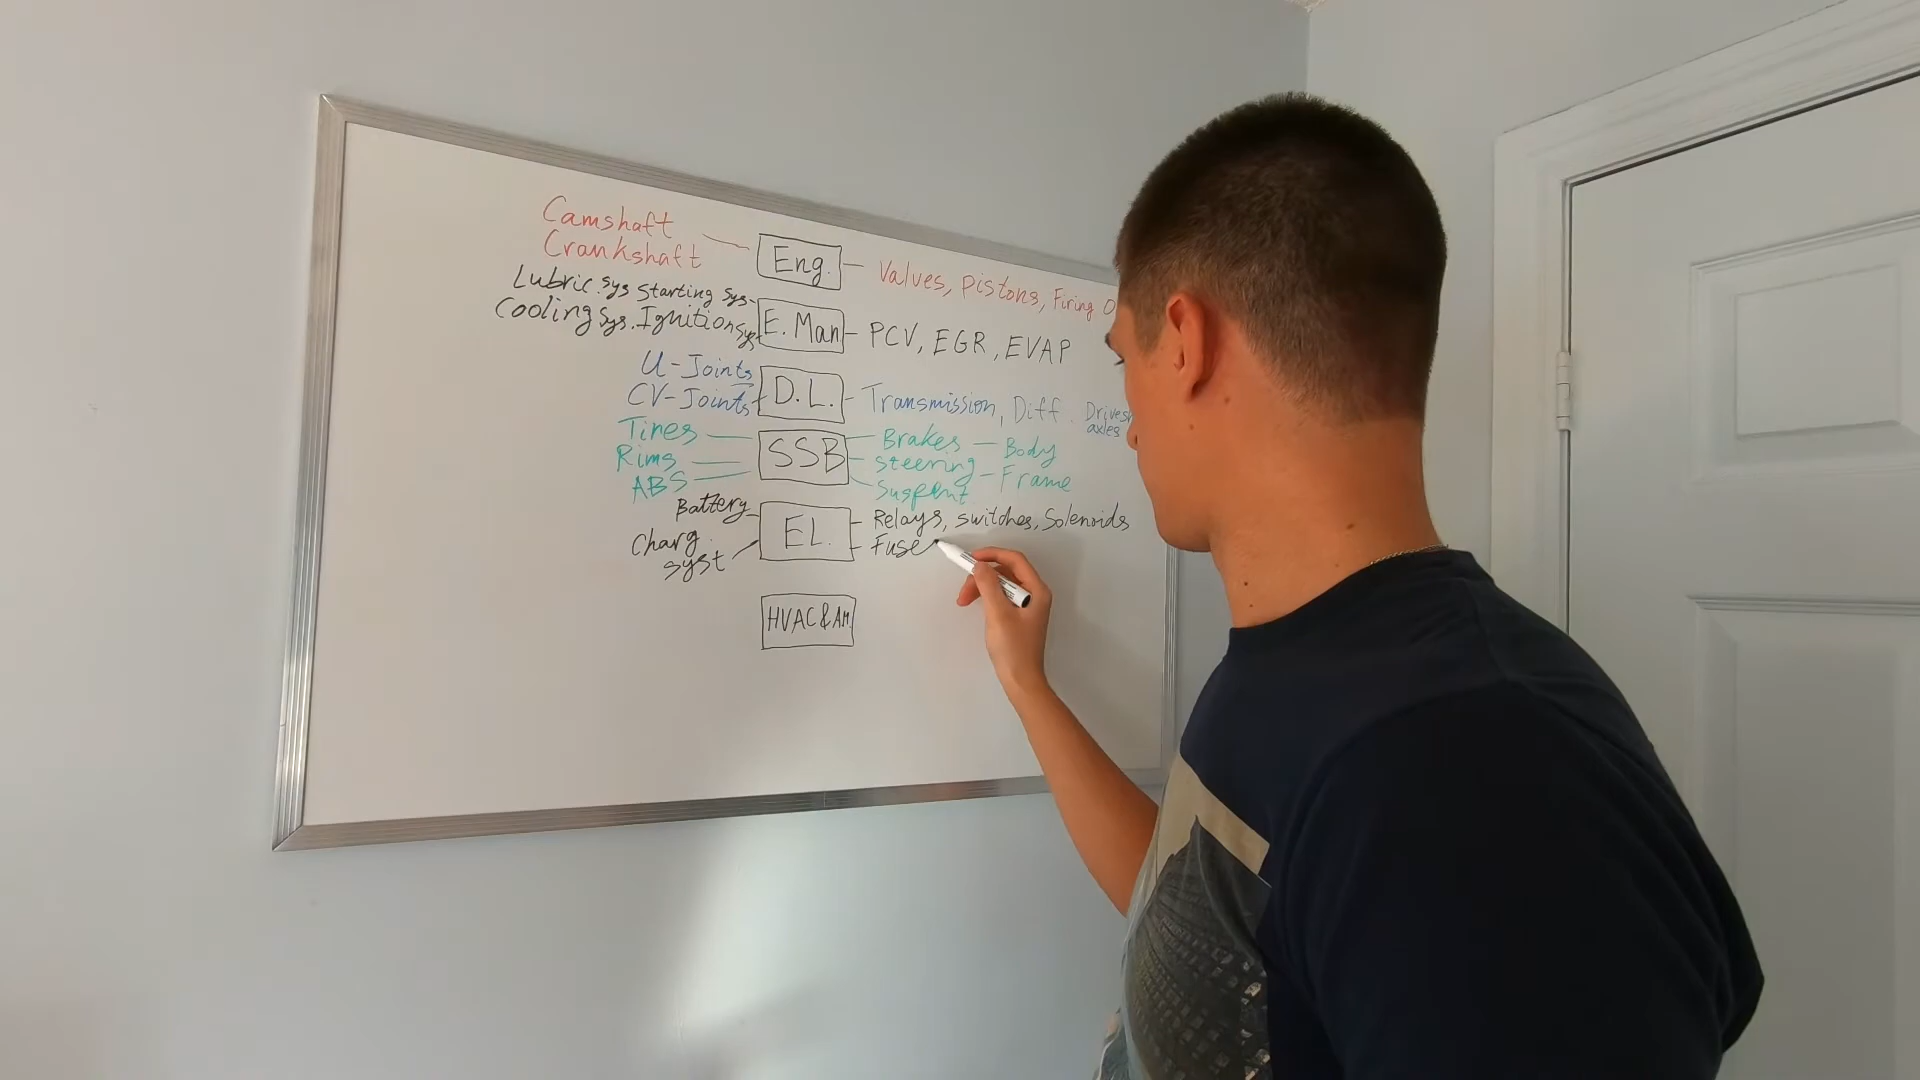 Camshaft
Crankshaft
Eng.
Valves, Pistons, Firing O
Lubric. sys Starting sys.
Cooling sys. Ignition sys
E. Man
PCV, EGR, EVAP
U-Joints
CV-Joints
D.L.
Transmission, Diff. Drives
axles
Tires
Rims
ABS
SSB
Brakes — Body
Steering — Frame
Suspent
Battery
Charg.
syst
EL.
Relays, switches, Solenoids
Fuse
HVAC & AM.